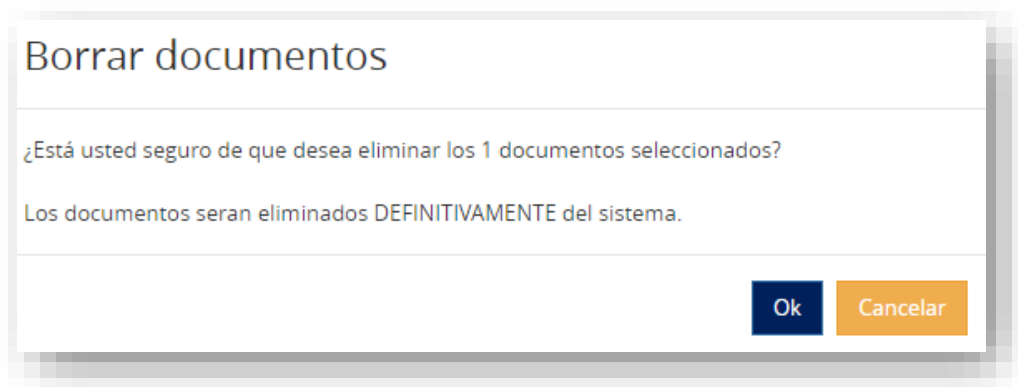 Borrar documentos
¿Está usted seguro de que desea eliminar los 1 documentos seleccionados?
Los documentos seran eliminados DEFINITIVAMENTE del sistema.
Ok
Cancelar